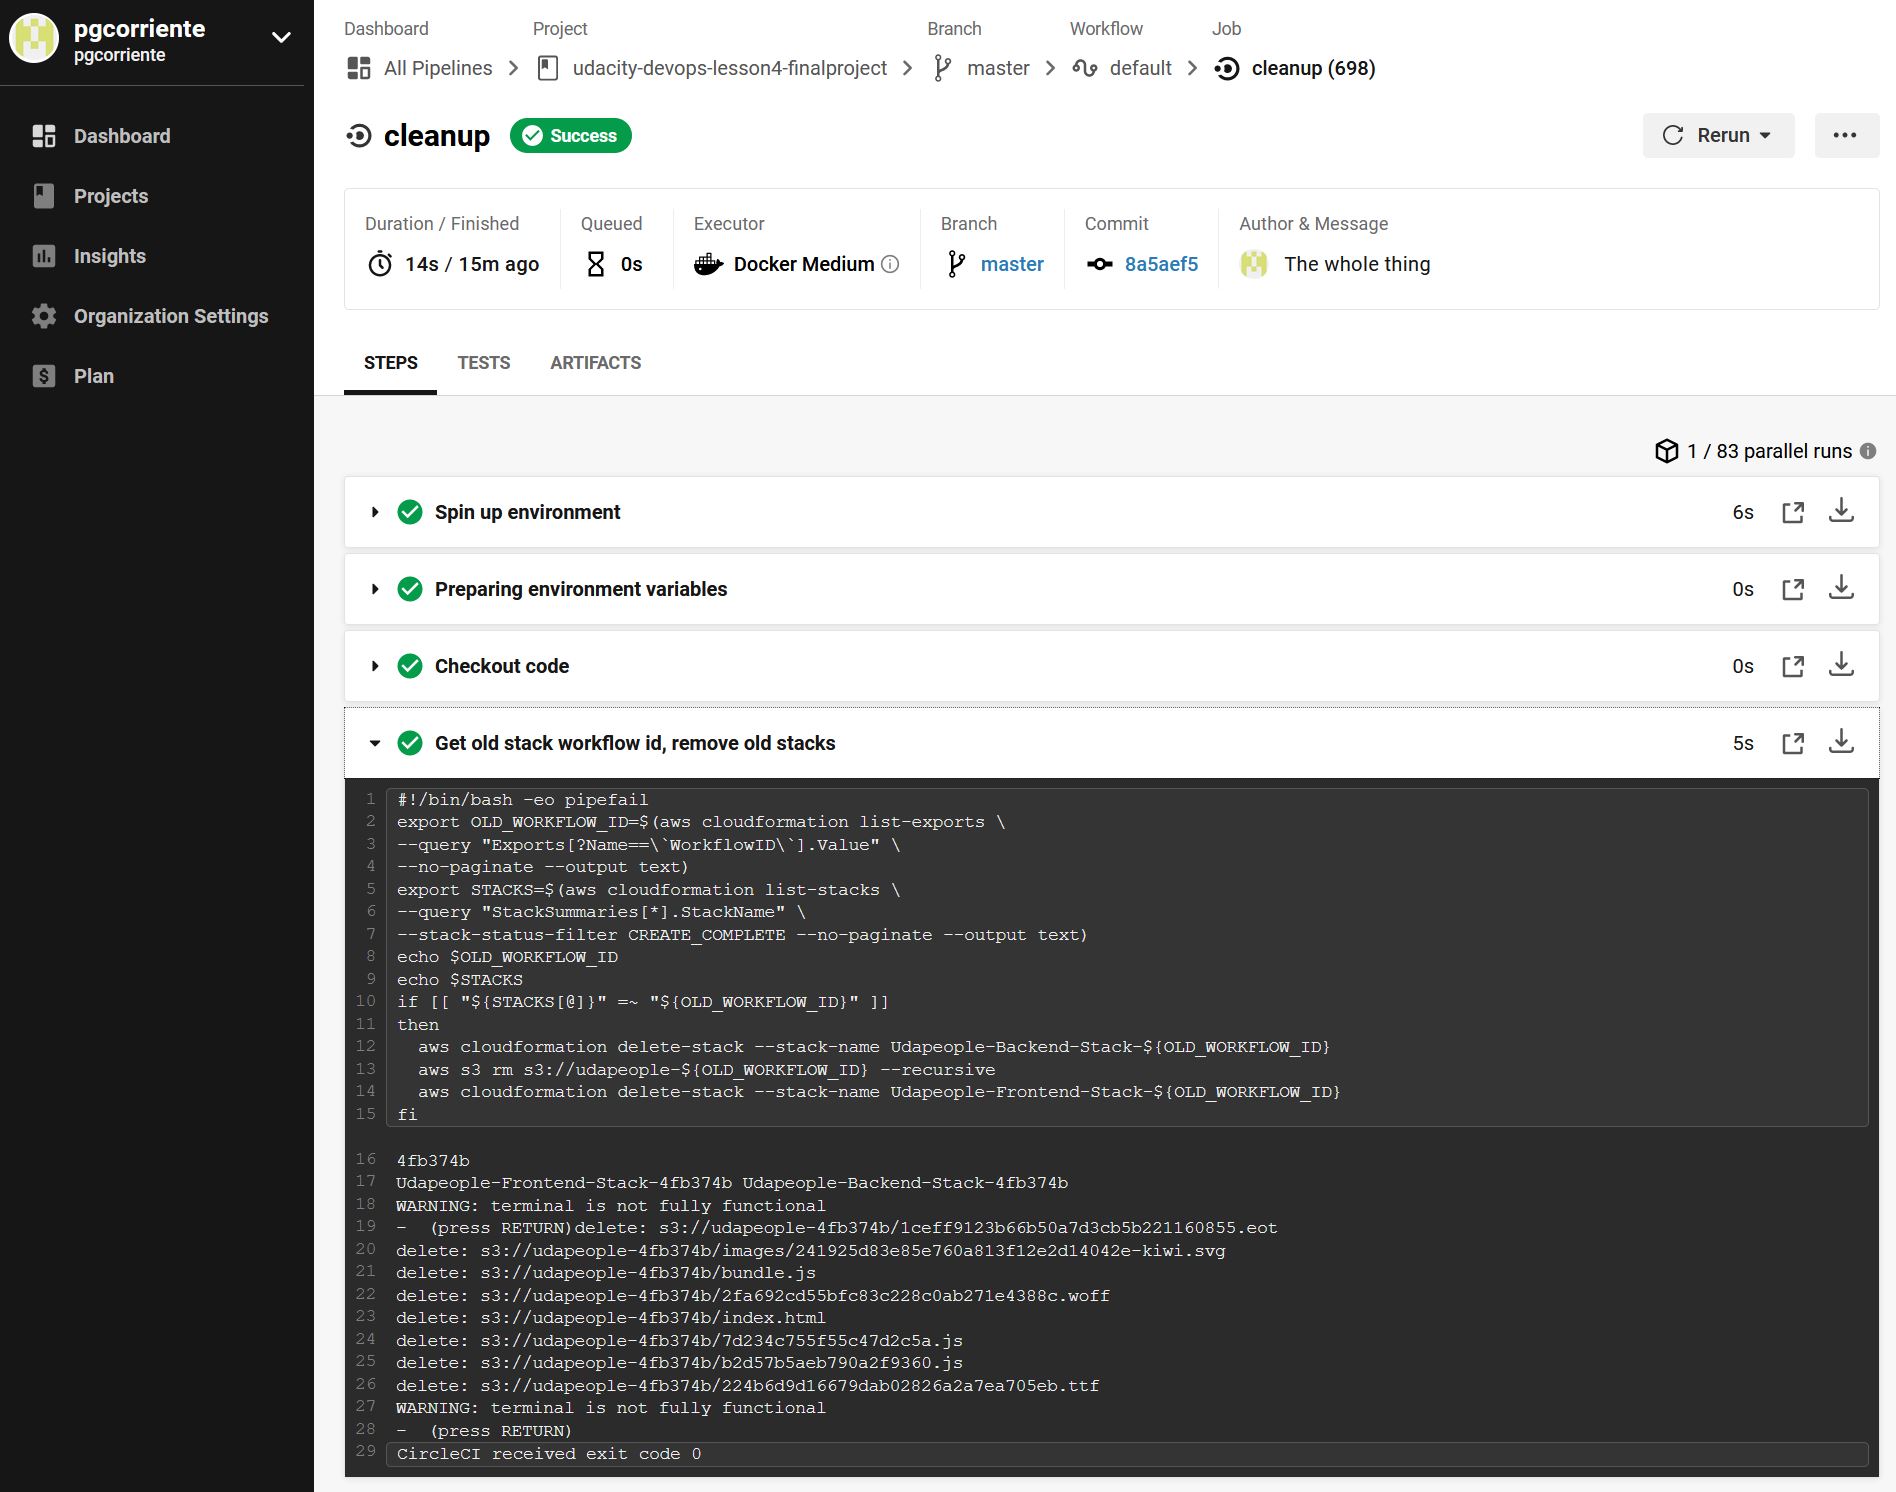 pgcorriente
pgcorriente
Dashboard
Projects
Insights
Organization Settings
Plan
Dashboard Project Branch Workflow Job
All Pipelines udacity-devops-lesson4-finalproject master default cleanup (698)
cleanup Success Rerun
Duration / Finished Queued Executor Branch Commit Author & Message
14s / 15m ago 0s Docker Medium master 8a5aef5 The whole thing
STEPS TESTS ARTIFACTS
1 / 83 parallel runs
Spin up environment 6s
Preparing environment variables 0s
Checkout code 0s
Get old stack workflow id, remove old stacks 5s
1 #!/bin/bash -eo pipefail
2 export OLD_WORKFLOW_ID=$(aws cloudformation list-exports \
3 --query "Exports[?Name==\`WorkflowID\`].Value" \
4 --no-paginate --output text)
5 export STACKS=$(aws cloudformation list-stacks \
6 --query "StackSummaries[*].StackName" \
7 --stack-status-filter CREATE_COMPLETE --no-paginate --output text)
8 echo $OLD_WORKFLOW_ID
9 echo $STACKS
10 if [[ "${STACKS[@]}" =~ "${OLD_WORKFLOW_ID}" ]]
11 then
12   aws cloudformation delete-stack --stack-name Udapeople-Backend-Stack-${OLD_WORKFLOW_ID}
13   aws s3 rm s3://udapeople-${OLD_WORKFLOW_ID} --recursive
14   aws cloudformation delete-stack --stack-name Udapeople-Frontend-Stack-${OLD_WORKFLOW_ID}
15 fi
16 4fb374b
17 Udapeople-Frontend-Stack-4fb374b Udapeople-Backend-Stack-4fb374b
18 WARNING: terminal is not fully functional
19 -  (press RETURN)delete: s3://udapeople-4fb374b/1ceff9123b66b50a7d3cb5b221160855.eot
20 delete: s3://udapeople-4fb374b/images/241925d83e85e760a813f12e2d14042e-kiwi.svg
21 delete: s3://udapeople-4fb374b/bundle.js
22 delete: s3://udapeople-4fb374b/2fa692cd55bfc83c228c0ab271e4388c.woff
23 delete: s3://udapeople-4fb374b/index.html
24 delete: s3://udapeople-4fb374b/7d234c755f55c47d2c5a.js
25 delete: s3://udapeople-4fb374b/b2d57b5aeb790a2f9360.js
26 delete: s3://udapeople-4fb374b/224b6d9d16679dab02826a2a7ea705eb.ttf
27 WARNING: terminal is not fully functional
28 -  (press RETURN)
29 CircleCI received exit code 0